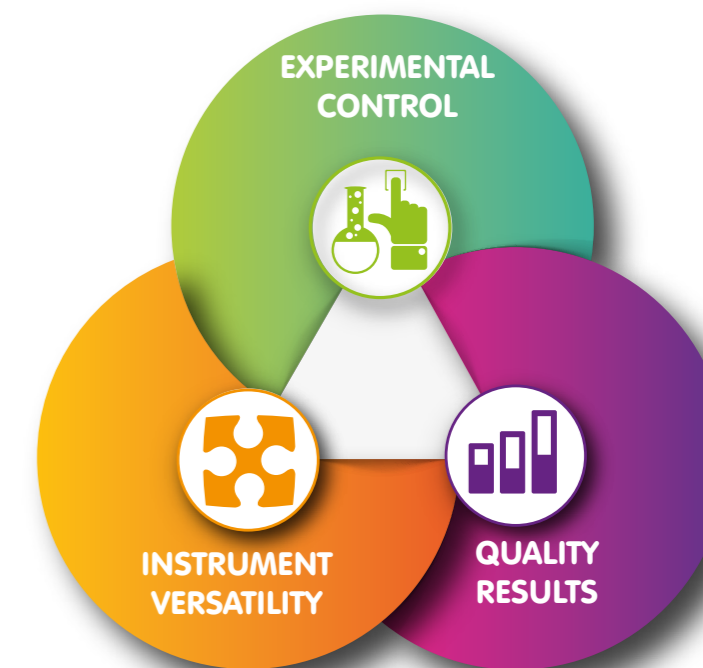 EXPERIMENTAL
CONTROL
INSTRUMENT
VERSATILITY
QUALITY
RESULTS